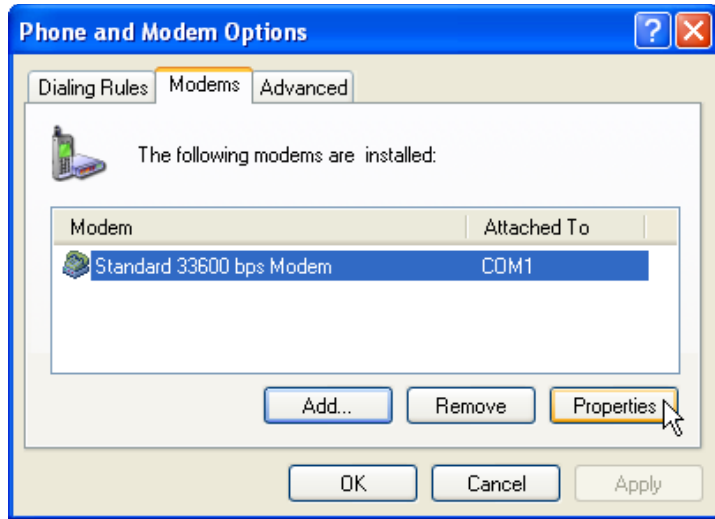 Phone and Modem Options
Dialing Rules Modems Advanced
The following modems are installed:
Modem Attached To
Standard 33600 bps Modem COM1
Add... Remove Properties
OK Cancel Apply